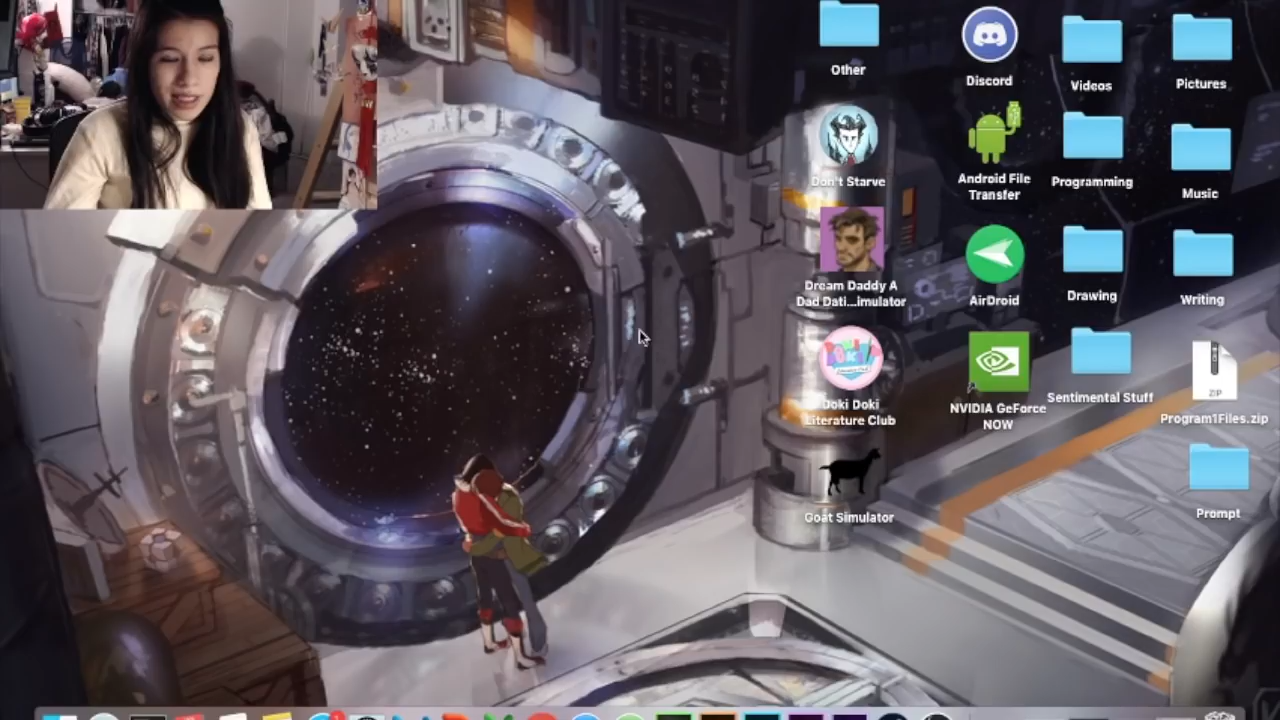 Other
Discord
Videos
Pictures
Don't Starve
Android File
Transfer
Programming
Music
Dream Daddy A
Dad Dati...imulator
AirDroid
Drawing
Writing
Doki Doki
Literature Club
NVIDIA GeForce
NOW
Sentimental Stuff
ZIP
Program1Files.zip
Goat Simulator
Prompt